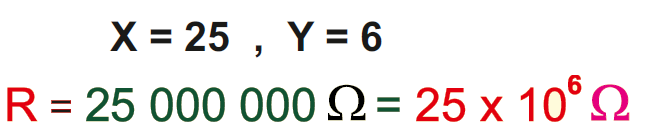 X = 25 , Y = 6
R = 25 000 000 Ω = 25 x 10⁶ Ω